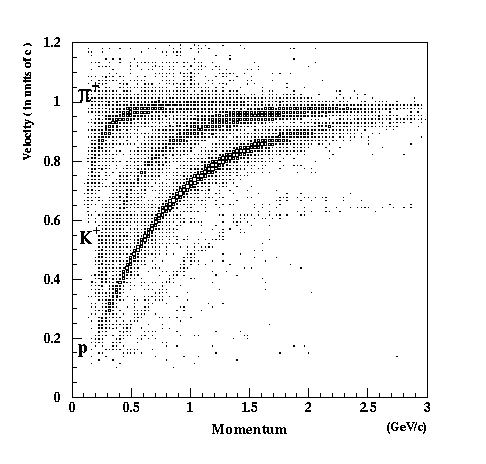 Velocity ( in units of c )
1.2
1
0.8
0.6
0.4
0.2
0
π+
K+
p
0
0.5
1
1.5
2
2.5
3
Momentum
(GeV/c)